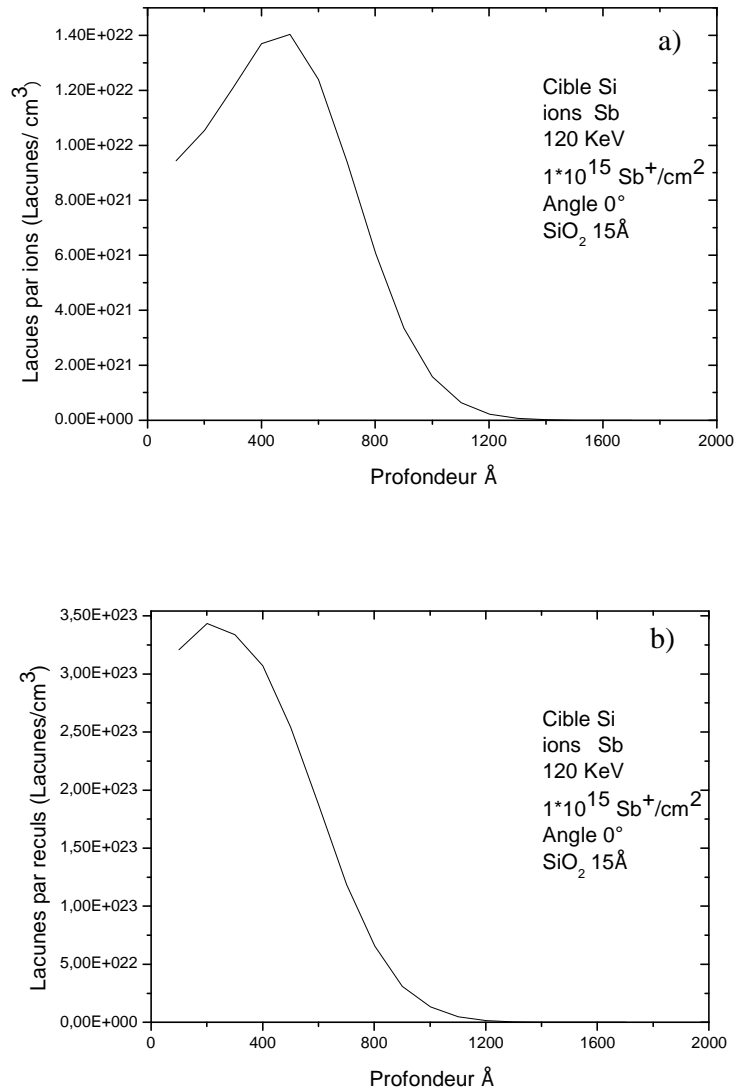 a)
Lacues par ions (Lacunes/ cm³)
1.40E+022
1.20E+022
1.00E+022
8.00E+021
6.00E+021
4.00E+021
2.00E+021
0.00E+000
Cible Si
ions Sb
120 KeV
1*10¹⁵ Sb⁺/cm²
Angle 0°
SiO₂ 15Å
0 400 800 1200 1600 2000
Profondeur Å
b)
Lacunes par reculs (Lacunes/cm³)
3,50E+023
3,00E+023
2,50E+023
2,00E+023
1,50E+023
1,00E+023
5,00E+022
0,00E+000
Cible Si
ions Sb
120 KeV
1*10¹⁵ Sb⁺/cm²
Angle 0°
SiO₂ 15Å
0 400 800 1200 1600 2000
Profondeur Å